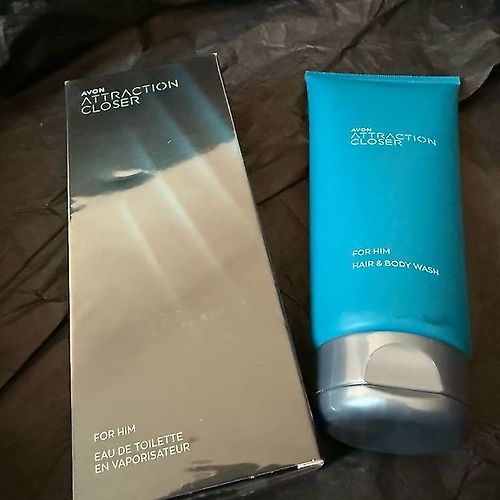 AVON
ATTRACTION
CLOSER
FOR HIM
EAU DE TOILETTE
EN VAPORISATEUR
AVON
ATTRACTION
CLOSER
FOR HIM
HAIR & BODY WASH